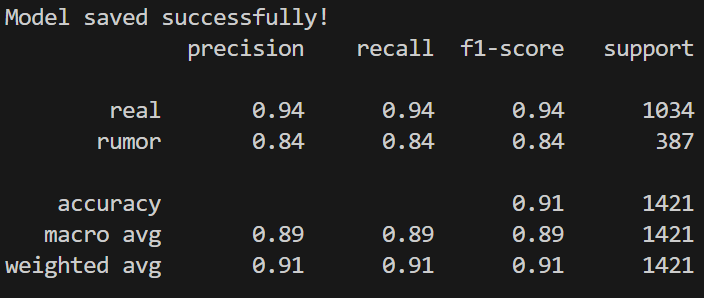 Model saved successfully!
precision recall f1-score support
real 0.94 0.94 0.94 1034
rumor 0.84 0.84 0.84 387
accuracy 0.91 1421
macro avg 0.89 0.89 0.89 1421
weighted avg 0.91 0.91 0.91 1421